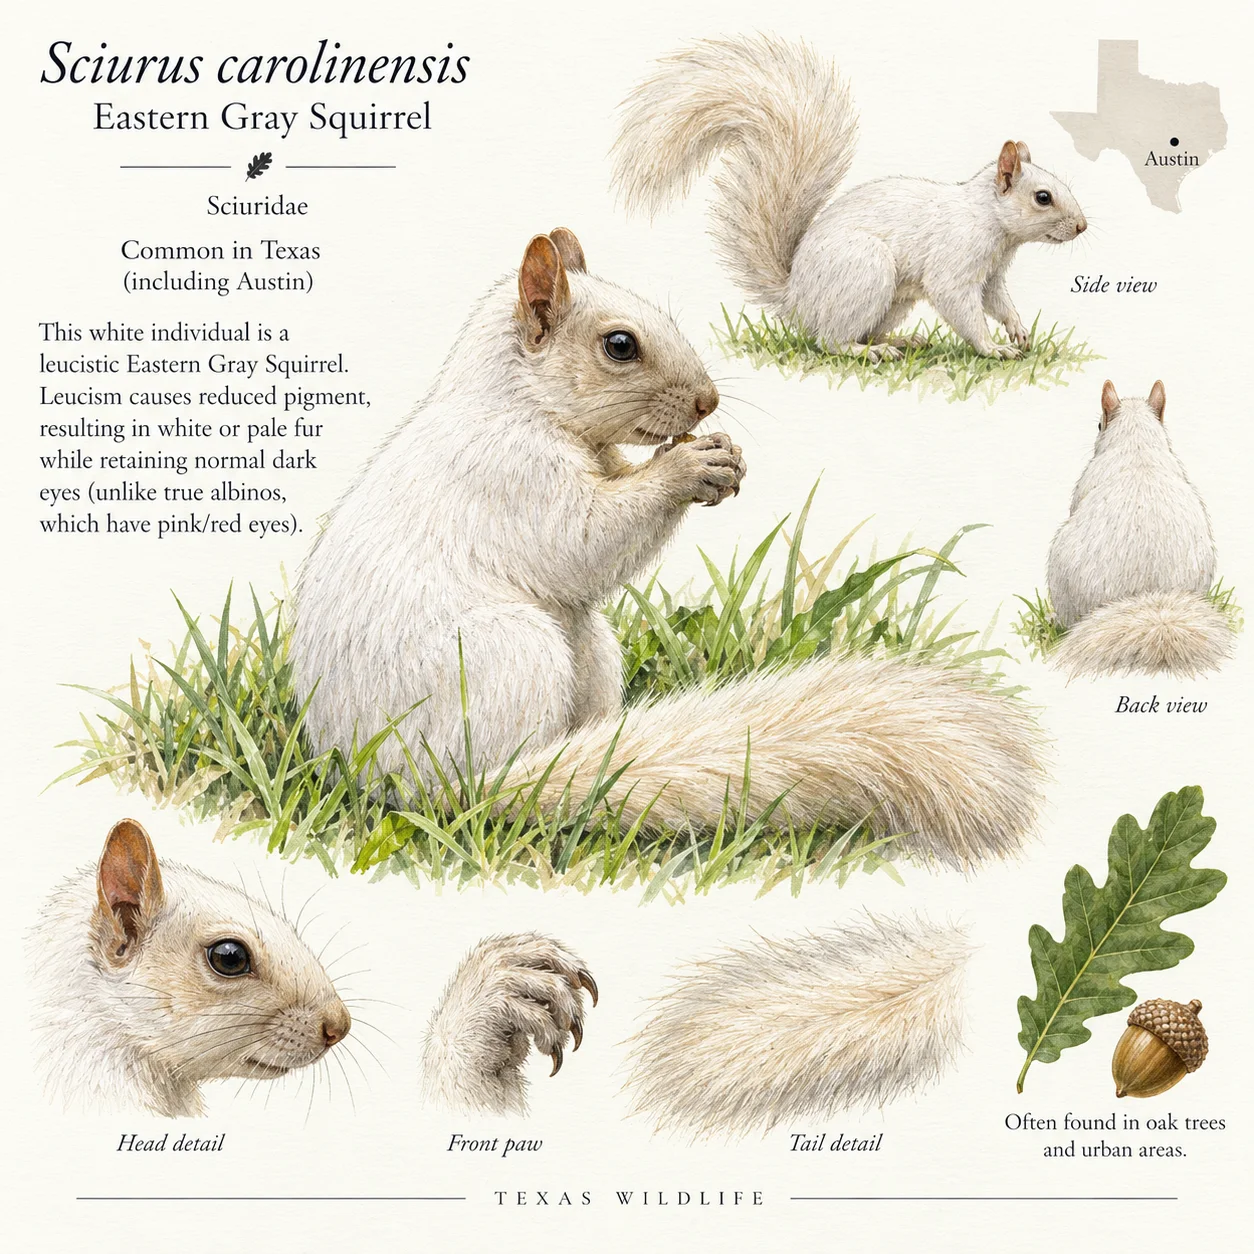 Sciurus carolinensis
Eastern Gray Squirrel
Sciuridae
Common in Texas
(including Austin)
This white individual is a
leucistic Eastern Gray Squirrel.
Leucism causes reduced pigment,
resulting in white or pale fur
while retaining normal dark
eyes (unlike true albinos,
which have pink/red eyes).
Austin
Side view
Back view
Head detail
Front paw
Tail detail
Often found in oak trees
and urban areas.
TEXAS WILDLIFE